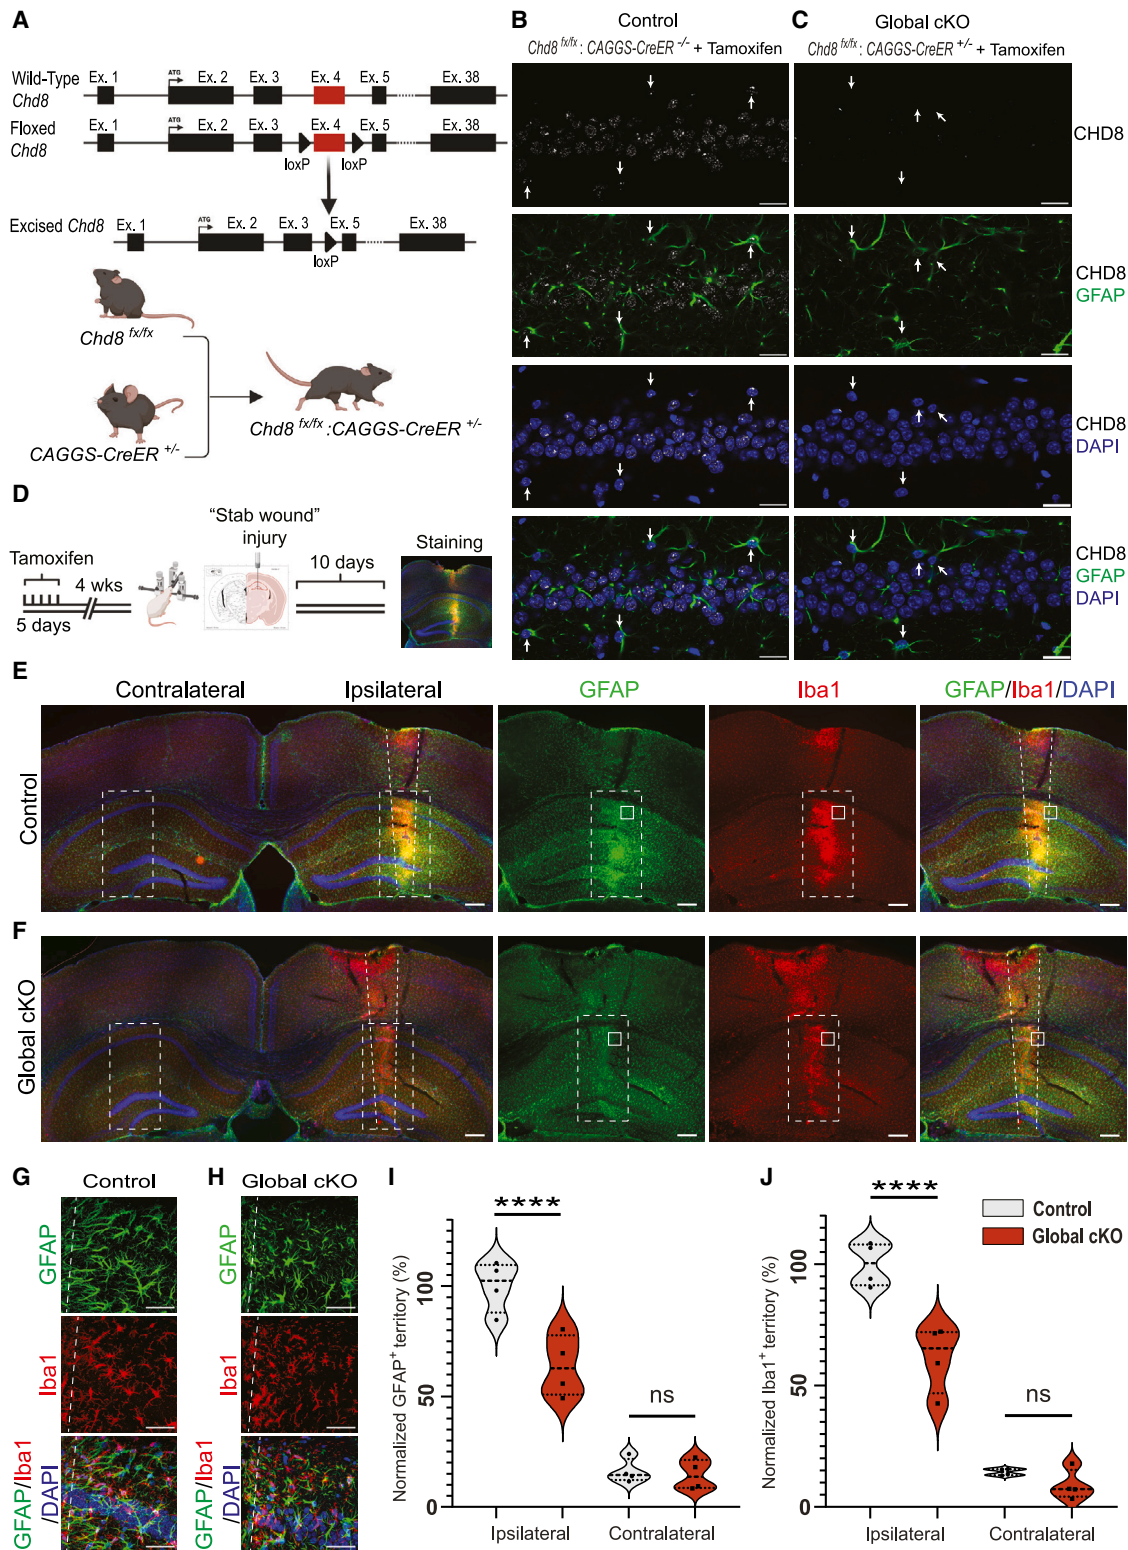 A
Ex. 1 Ex. 2 Ex. 3 Ex. 4 Ex. 5 Ex. 38
Wild-Type
Chd8
ATG
Ex. 1 Ex. 2 Ex. 3 Ex. 4 Ex. 5 Ex. 38
Floxed
Chd8
ATG
loxP loxP
Excised Chd8
Ex. 1 Ex. 2 Ex. 3 Ex. 5 Ex. 38
ATG
loxP
Chd8 fx/fx
CAGGS-CreER +/-
Chd8 fx/fx : CAGGS-CreER +/-
B
Control
Chd8 fx/fx : CAGGS-CreER -/- + Tamoxifen
C
Global cKO
Chd8 fx/fx : CAGGS-CreER +/- + Tamoxifen
CHD8
CHD8
GFAP
CHD8
DAPI
CHD8
GFAP
DAPI
D
Tamoxifen
4 wks
5 days
“Stab wound”
injury
10 days
Staining
E
Contralateral Ipsilateral GFAP Iba1 GFAP/Iba1/DAPI
Control
F
Global cKO
G
Control
GFAP
Iba1
GFAP/Iba1
/DAPI
H
Global cKO
GFAP
Iba1
GFAP/Iba1
/DAPI
I
Normalized GFAP+ territory (%)
100
50
0
****
ns
Ipsilateral Contralateral
J
Normalized Iba1+ territory (%)
100
50
0
****
ns
Ipsilateral Contralateral
Control
Global cKO